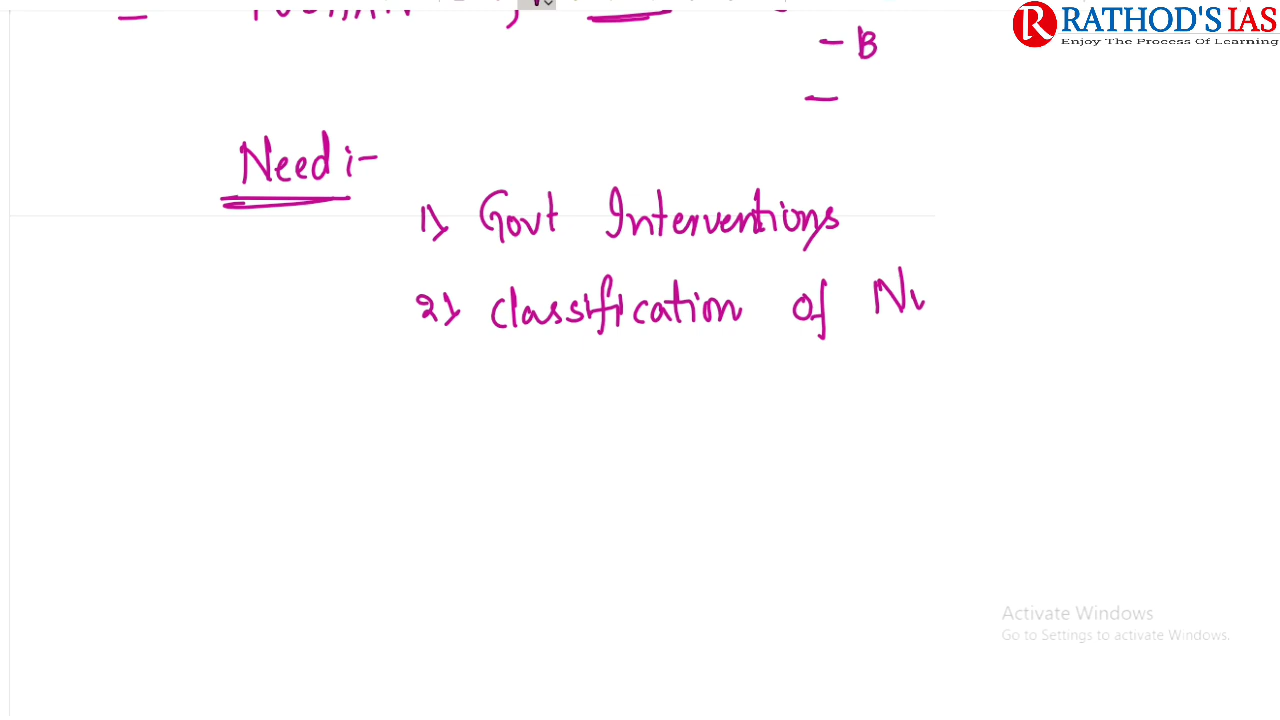 RATHOD'S IAS
Enjoy The Process Of Learning
- B
Need :-
1) Govt Interventions
2) Classification of Nu
Activate Windows
Go to Settings to activate Windows.